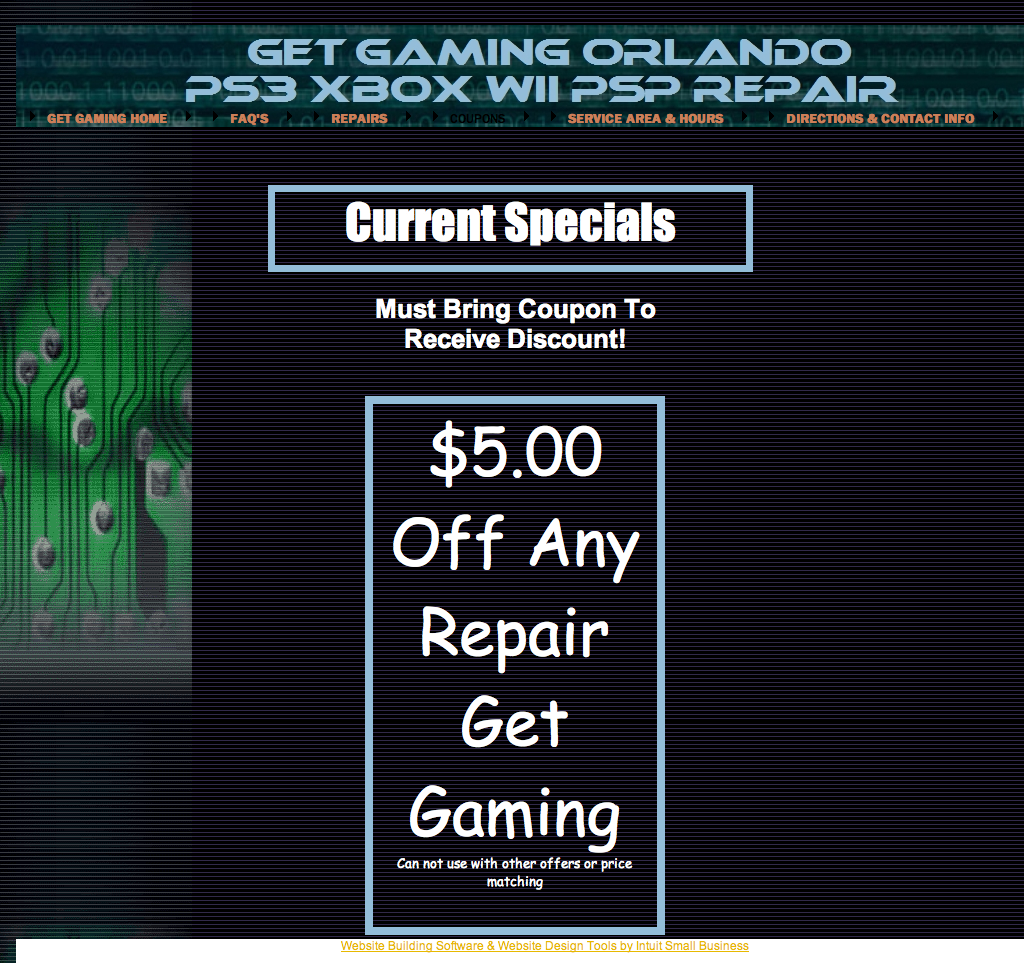 GET GAMING ORLANDO
PS3 XBOX WII PSP REPAIR
GET GAMING HOME FAQ'S REPAIRS COUPONS SERVICE AREA & HOURS DIRECTIONS & CONTACT INFO
Current Specials
Must Bring Coupon To
Receive Discount!
$5.00
Off Any
Repair
Get
Gaming
Can not use with other offers or price
matching
Website Building Software & Website Design Tools by Intuit Small Business